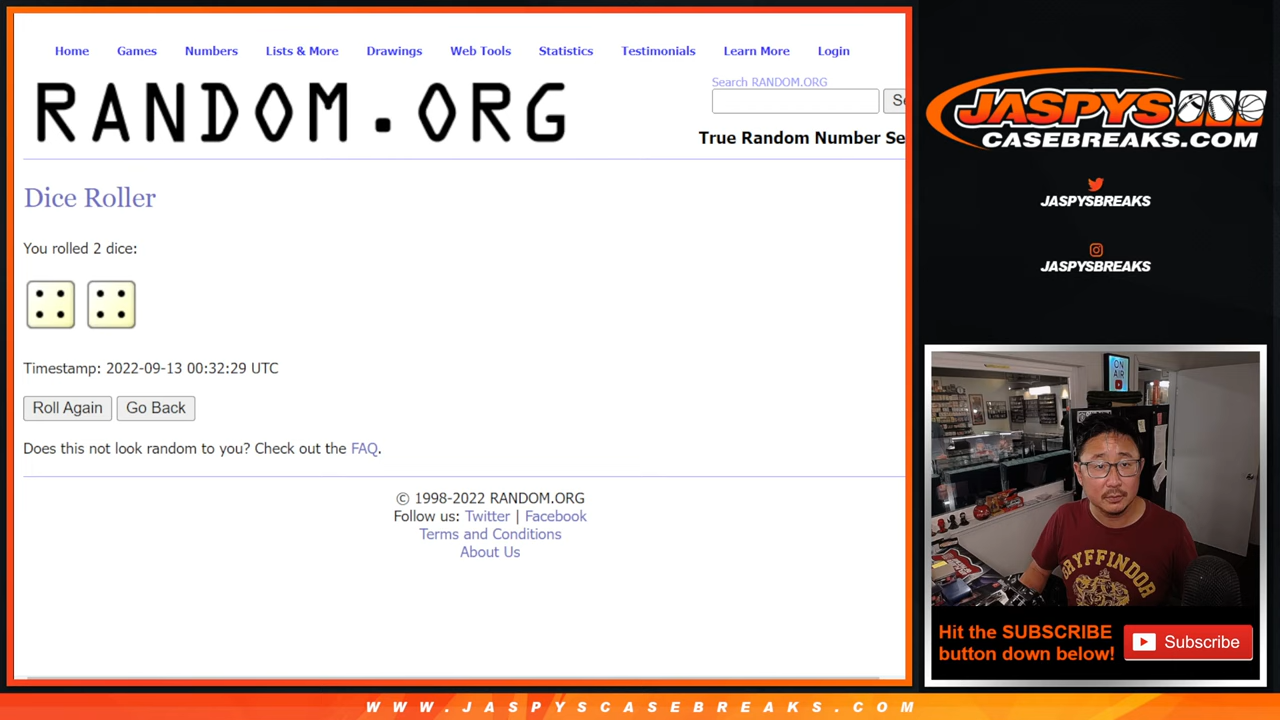 Home Games Numbers Lists & More Drawings Web Tools Statistics Testimonials Learn More Login
RANDOM.ORG
Search RANDOM.ORG
True Random Number Se
Dice Roller
You rolled 2 dice:
Timestamp: 2022-09-13 00:32:29 UTC
Roll Again Go Back
Does this not look random to you? Check out the FAQ.
© 1998-2022 RANDOM.ORG
Follow us: Twitter | Facebook
Terms and Conditions
About Us
JASPYS
CASEBREAKS.COM
JASPYSBREAKS
JASPYSBREAKS
ON
AIR
GRYFFINDOR
Hit the SUBSCRIBE
button down below!
Subscribe
WWW.JASPYSCASEBREAKS.COM